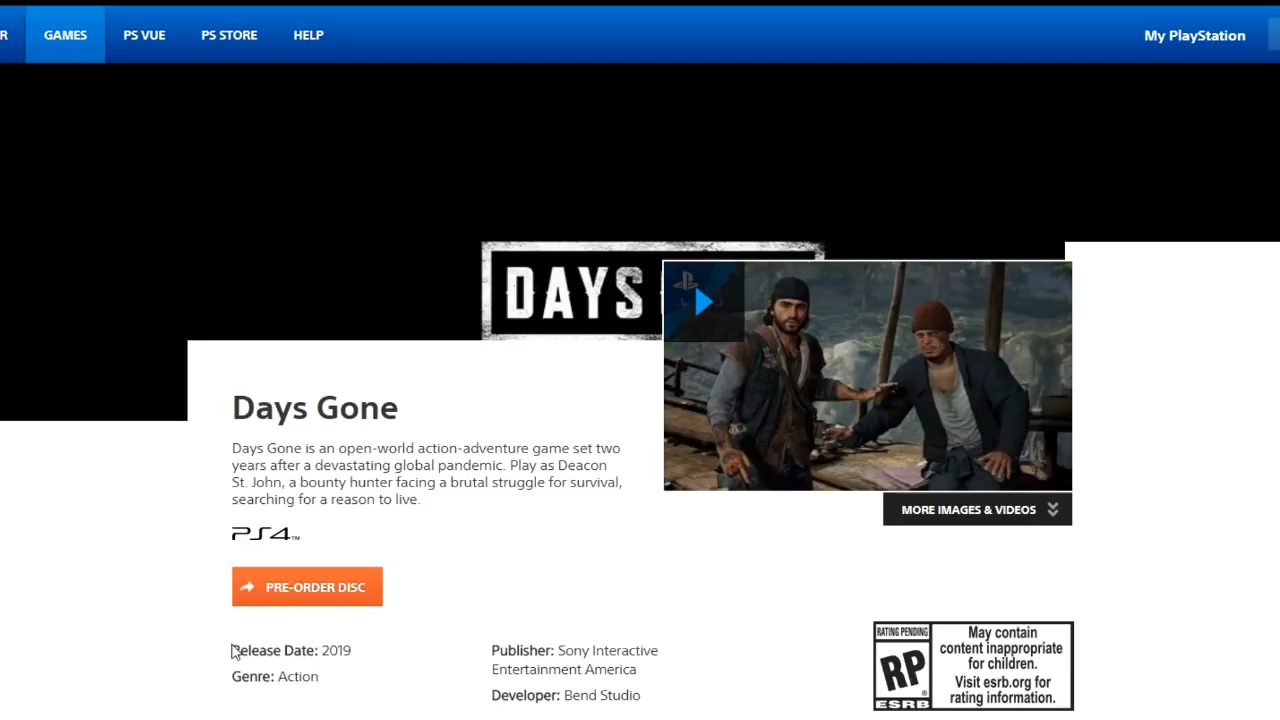 R GAMES PS VUE PS STORE HELP My PlayStation
DAYS
Days Gone
Days Gone is an open-world action-adventure game set two
years after a devastating global pandemic. Play as Deacon
St. John, a bounty hunter facing a brutal struggle for survival,
searching for a reason to live.
MORE IMAGES & VIDEOS
PS4™
PRE-ORDER DISC
Release Date: 2019
Genre: Action
Publisher: Sony Interactive
Entertainment America
Developer: Bend Studio
RATING PENDING
RP®
ESRB
May contain
content inappropriate
for children.
Visit esrb.org for
rating information.